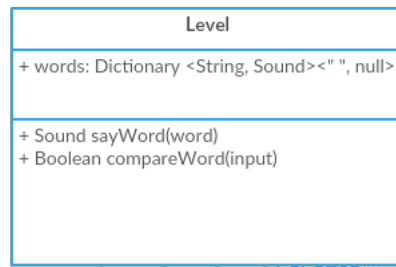 Level
+ words: Dictionary <String, Sound><" ", null>
+ Sound sayWord(word)
+ Boolean compareWord(input)